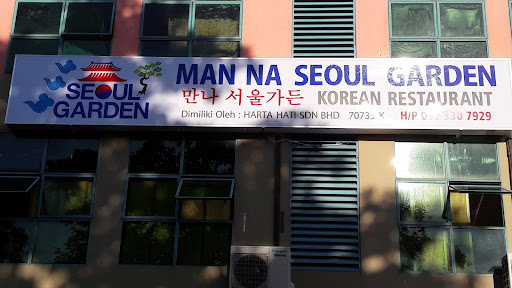 SEOUL
GARDEN
MAN NA SEOUL GARDEN
만나 서울가든 KOREAN RESTAURANT
Dimiliki Oleh : HARTA HATI SDN BHD H/P 7929